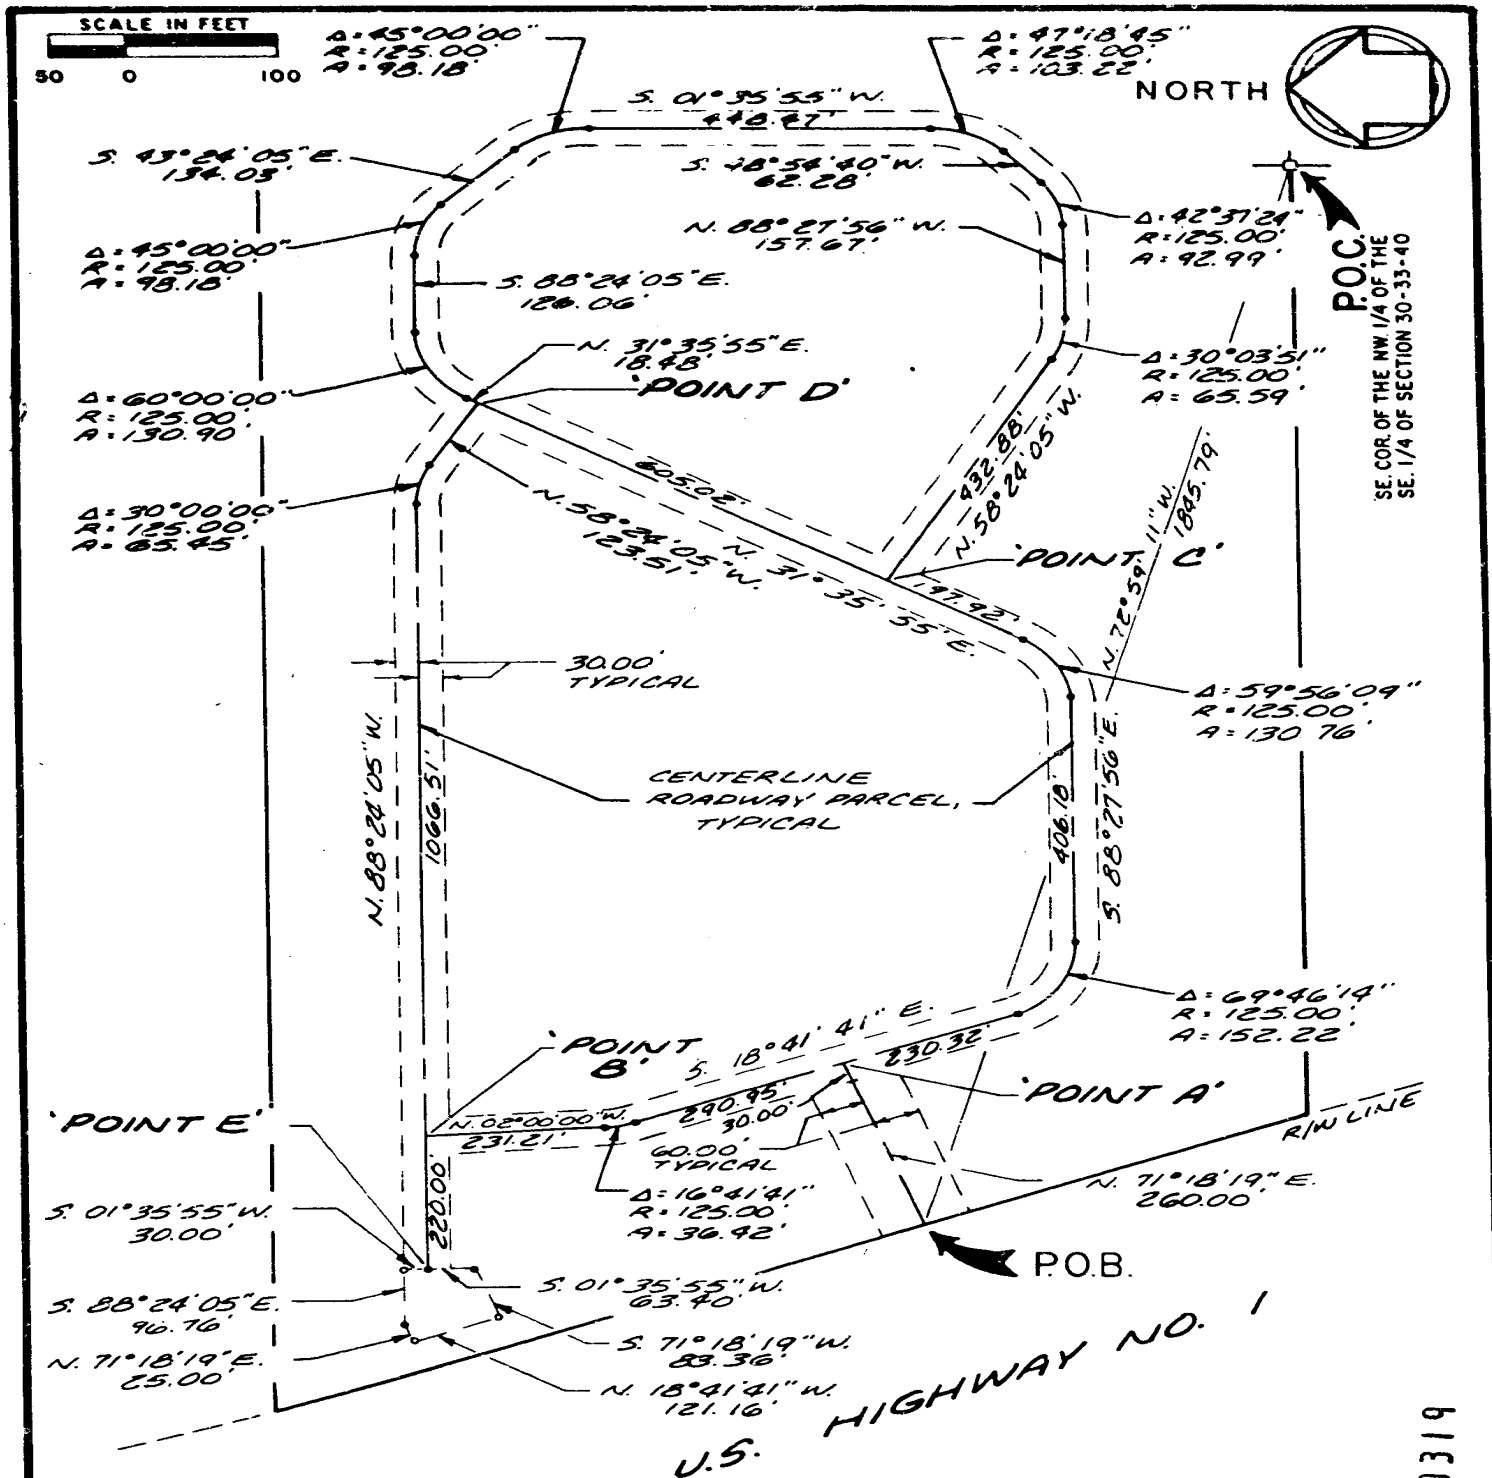 SCALE IN FEET
50 0 100
Δ=45°00'00"
R=125.00'
A=98.18'
Δ=47°18'45"
R=125.00'
A=103.22'
NORTH
S. 01°35'55"W.
448.47'
S. 43°24'05"E.
134.03'
S. 48°54'40"W.
62.28'
N. 88°27'56"W.
157.67'
Δ=42°37'24"
R=125.00'
A=92.99'
P.O.C.
SE. COR. OF THE NW. 1/4 OF THE
SE. 1/4 OF SECTION 30-33-40
Δ=45°00'00"
R=125.00'
A=98.18'
S. 88°24'05"E.
126.06'
N. 31°35'55"E.
18.48'
'POINT D'
Δ=30°03'51"
R=125.00'
A=65.59'
Δ=60°00'00"
R=125.00'
A=130.90'
605.02'
432.88'
N. 58°24'05"W.
N. 72°59'11"W.
1845.79'
Δ=30°00'00"
R=125.00'
A=65.45'
N. 58°24'05"W.
123.51'
N. 31°35'55"E.
'POINT C'
197.92'
30.00'
TYPICAL
Δ=59°56'09"
R=125.00'
A=130.76'
N. 88°24'05"W.
1066.51'
CENTERLINE
ROADWAY PARCEL,
TYPICAL
406.18'
S. 88°27'56"E.
Δ=69°46'14"
R=125.00'
A=152.22'
'POINT
B'
S. 18°41'41"E.
230.32'
'POINT A'
'POINT E'
N. 02°00'00"W.
231.21'
290.95'
30.00'
60.00'
TYPICAL
R/W LINE
220.00'
Δ=16°41'41"
R=125.00'
A=36.42'
N. 71°18'19"E.
260.00'
S. 01°35'55"W.
30.00'
P.O.B.
S. 01°35'55"W.
63.40'
S. 88°24'05"E.
96.76'
S. 71°18'19"W.
83.36'
N. 71°18'19"E.
25.00'
N. 18°41'41"W.
121.16'
U.S. HIGHWAY NO. 1